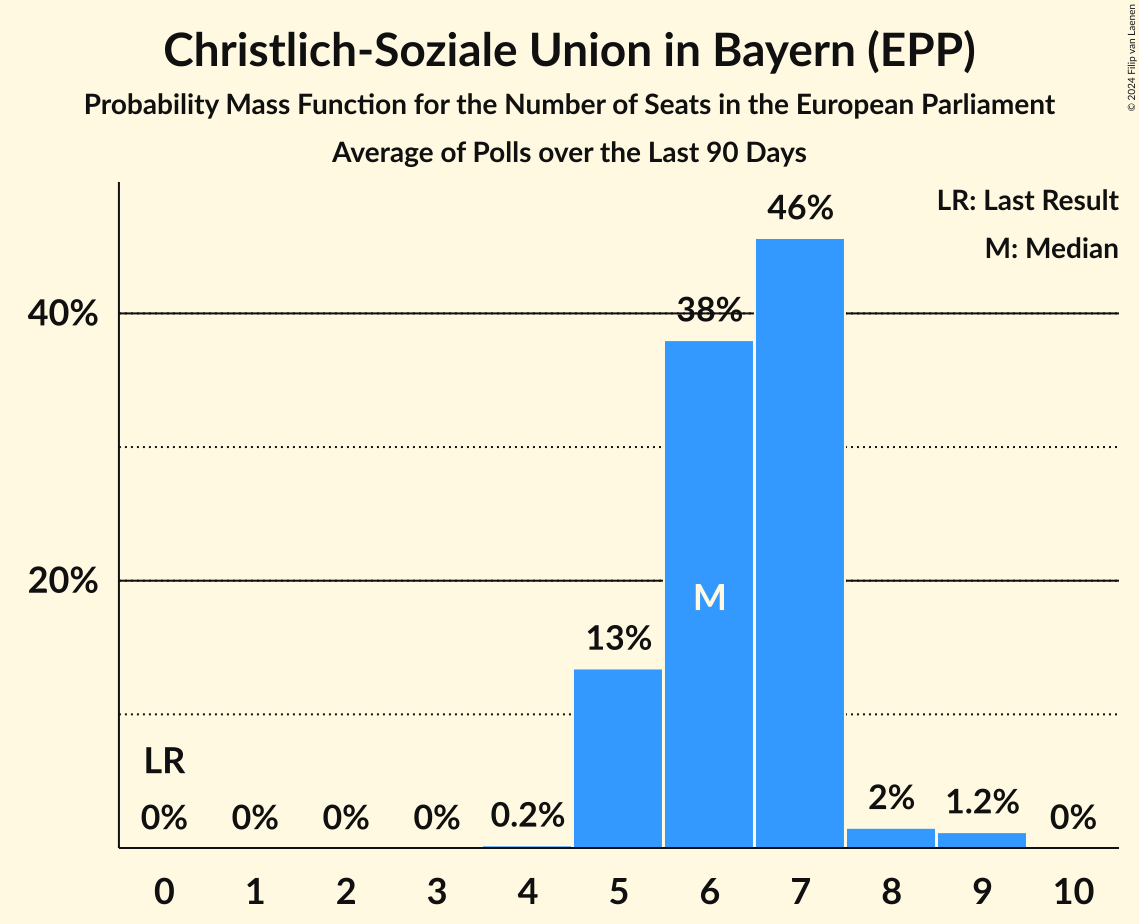 Christlich-Soziale Union in Bayern (EPP)
Probability Mass Function for the Number of Seats in the European Parliament
Average of Polls over the Last 90 Days
© 2024 Filip van Laenen
LR: Last Result
M: Median
46%
40%
38%
20%
M
13%
LR
0% 0% 0% 0% 0.2% 2% 1.2% 0%
0 1 2 3 4 5 6 7 8 9 10